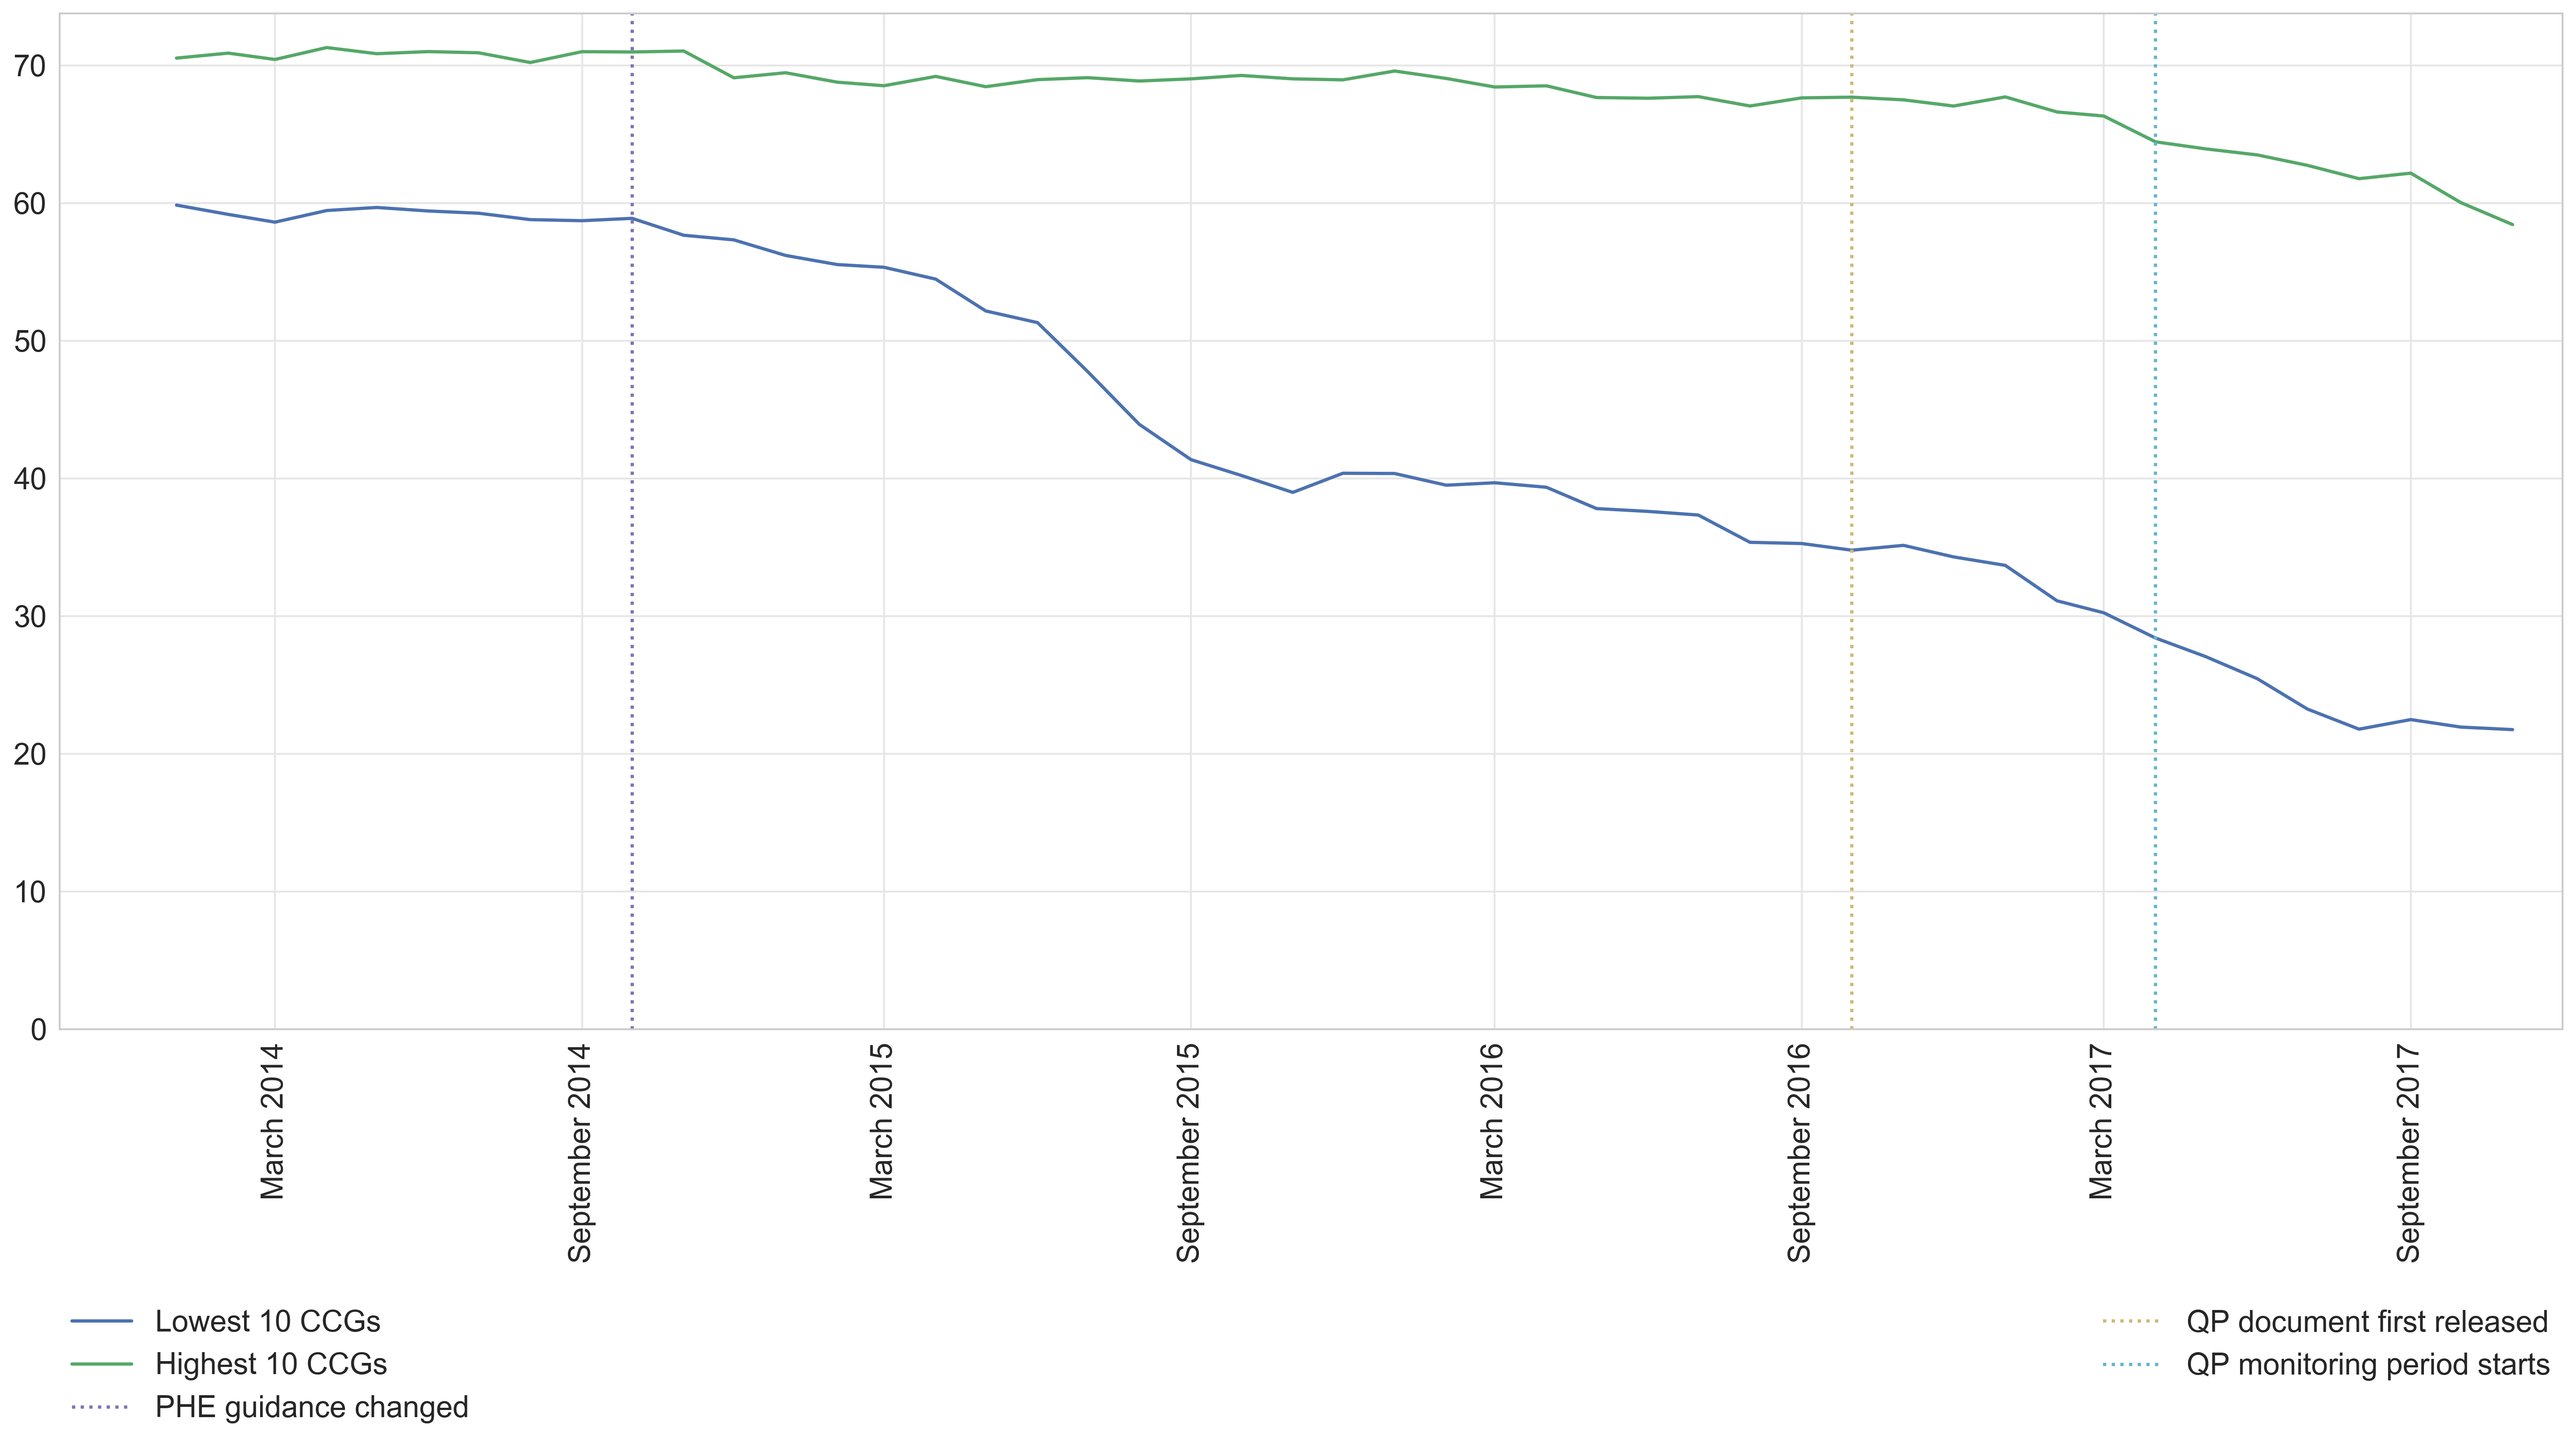 70
60
50
40
30
20
10
0
March 2014
September 2014
March 2015
September 2015
March 2016
September 2016
March 2017
September 2017
Lowest 10 CCGs
Highest 10 CCGs
PHE guidance changed
QP document first released
QP monitoring period starts